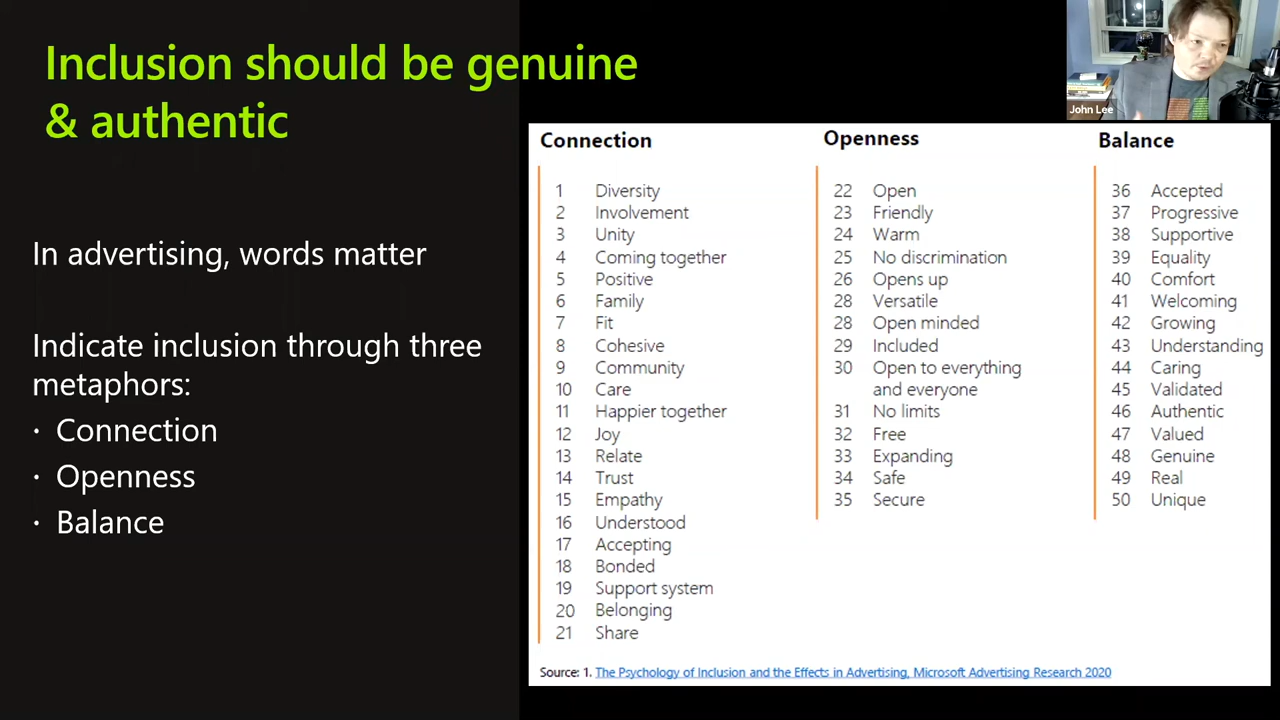 Inclusion should be genuine
& authentic
John Lee
In advertising, words matter
Indicate inclusion through three
metaphors:
· Connection
· Openness
· Balance
Connection
1 Diversity
2 Involvement
3 Unity
4 Coming together
5 Positive
6 Family
7 Fit
8 Cohesive
9 Community
10 Care
11 Happier together
12 Joy
13 Relate
14 Trust
15 Empathy
16 Understood
17 Accepting
18 Bonded
19 Support system
20 Belonging
21 Share
Openness
22 Open
23 Friendly
24 Warm
25 No discrimination
26 Opens up
28 Versatile
28 Open minded
29 Included
30 Open to everything
and everyone
31 No limits
32 Free
33 Expanding
34 Safe
35 Secure
Balance
36 Accepted
37 Progressive
38 Supportive
39 Equality
40 Comfort
41 Welcoming
42 Growing
43 Understanding
44 Caring
45 Validated
46 Authentic
47 Valued
48 Genuine
49 Real
50 Unique
Source: 1. The Psychology of Inclusion and the Effects in Advertising, Microsoft Advertising Research 2020